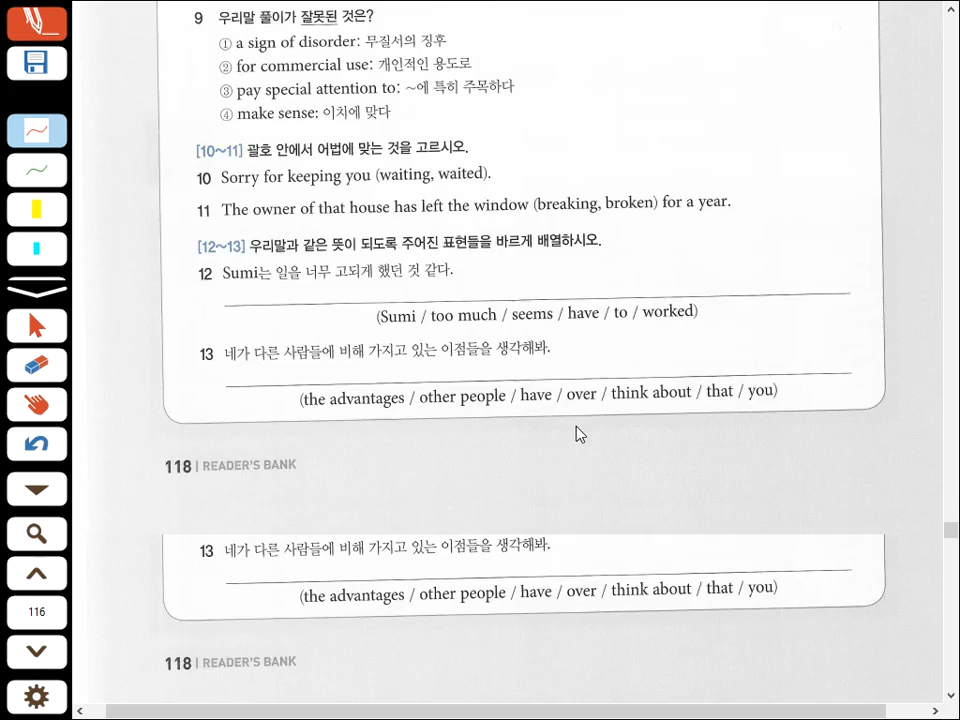 9 우리말 풀이가 잘못된 것은?
① a sign of disorder: 무질서의 징후
② for commercial use: 개인적인 용도로
③ pay special attention to: ~에 특히 주목하다
④ make sense: 이치에 맞다
[10~11] 괄호 안에서 어법에 맞는 것을 고르시오.
10 Sorry for keeping you (waiting, waited).
11 The owner of that house has left the window (breaking, broken) for a year.
[12~13] 우리말과 같은 뜻이 되도록 주어진 표현들을 바르게 배열하시오.
12 Sumi는 일을 너무 고되게 했던 것 같다.
(Sumi / too much / seems / have / to / worked)
13 네가 다른 사람들에 비해 가지고 있는 이점들을 생각해봐.
(the advantages / other people / have / over / think about / that / you)
118 | READER'S BANK
13 네가 다른 사람들에 비해 가지고 있는 이점들을 생각해봐.
(the advantages / other people / have / over / think about / that / you)
118 | READER'S BANK
116